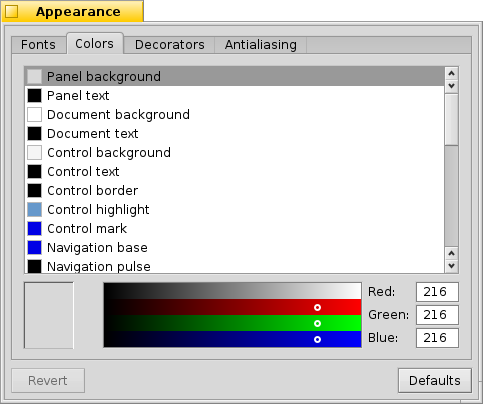 Appearance
Fonts Colors Decorators Antialiasing
Panel background
Panel text
Document background
Document text
Control background
Control text
Control border
Control highlight
Control mark
Navigation base
Navigation pulse
Red: 216
Green: 216
Blue: 216
Revert Defaults